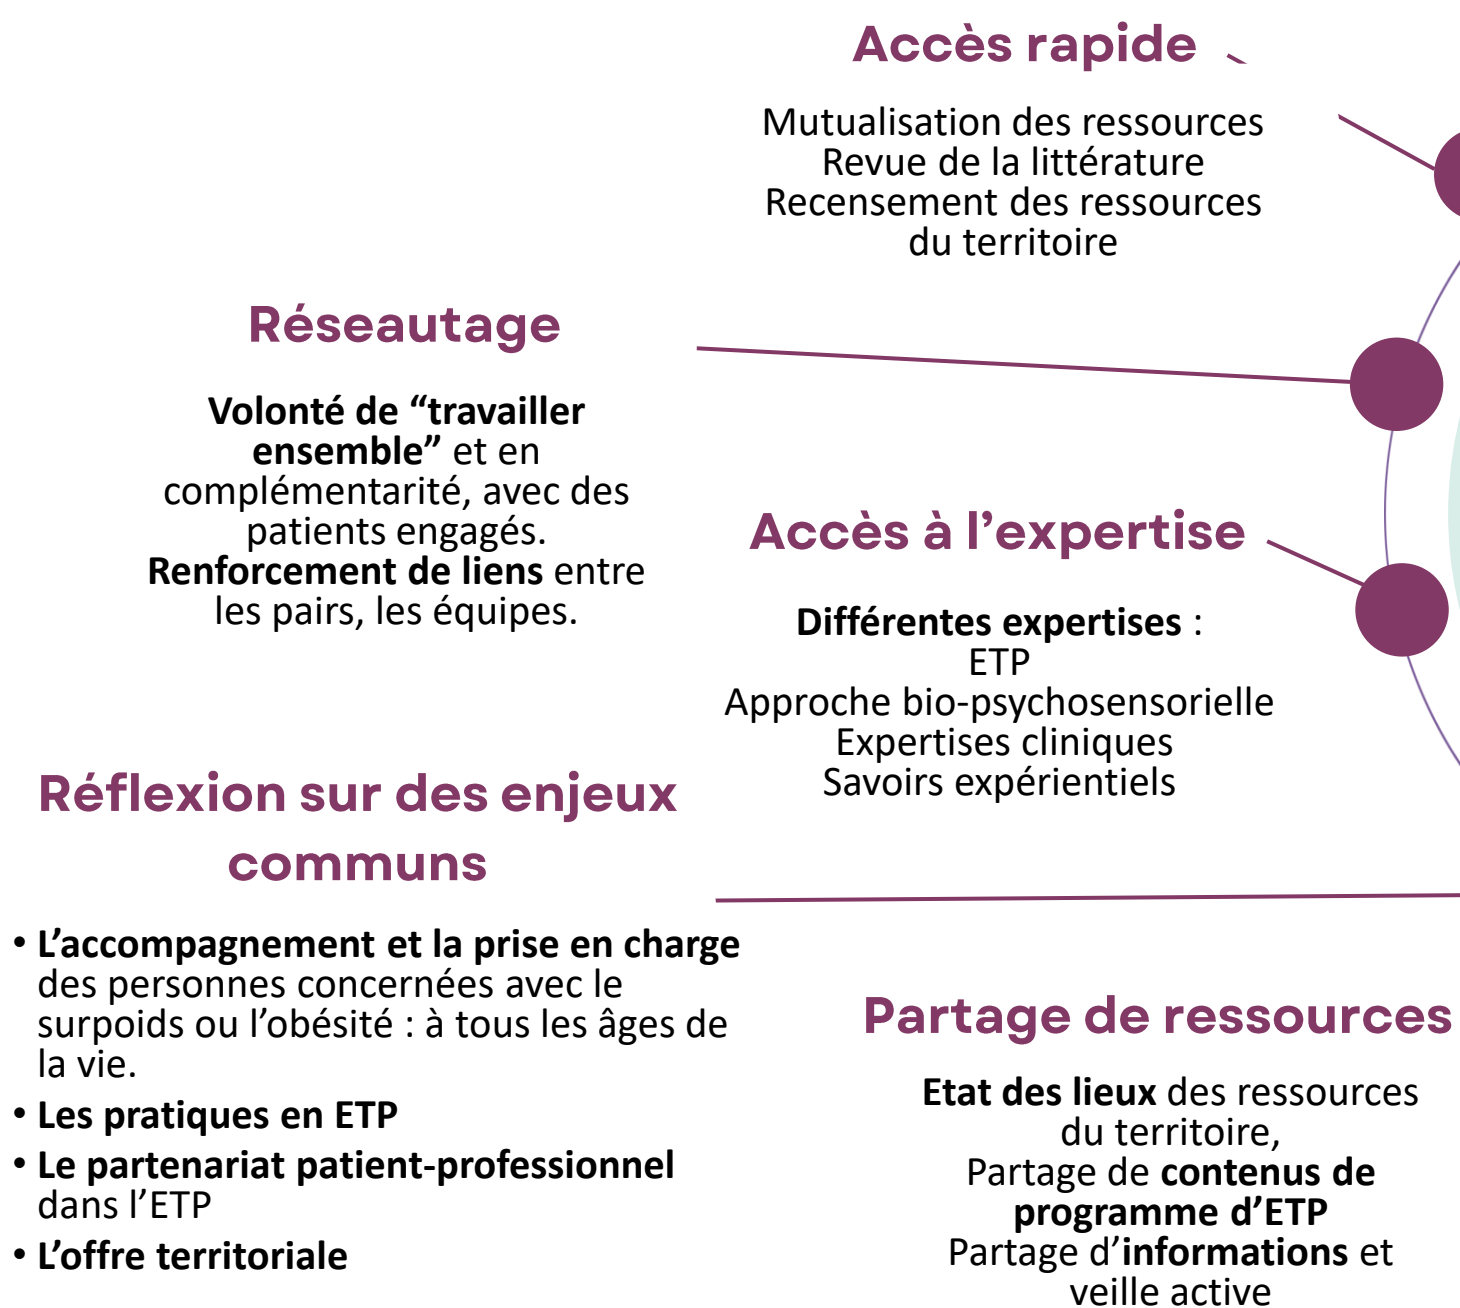 Accès rapide
Mutualisation des ressources
Revue de la littérature
Recensement des ressources
du territoire
Réseautage
Volonté de “travailler
ensemble” et en
complémentarité, avec des
patients engagés.
Renforcement de liens entre
les pairs, les équipes.
Accès à l’expertise
Différentes expertises :
ETP
Approche bio-psychosensorielle
Expertises cliniques
Savoirs expérientiels
Réflexion sur des enjeux
communs
• L’accompagnement et la prise en charge
des personnes concernées avec le
surpoids ou l’obésité : à tous les âges de
la vie.
• Les pratiques en ETP
• Le partenariat patient-professionnel
dans l’ETP
• L’offre territoriale
Partage de ressources
Etat des lieux des ressources
du territoire,
Partage de contenus de
programme d’ETP
Partage d’informations et
veille active